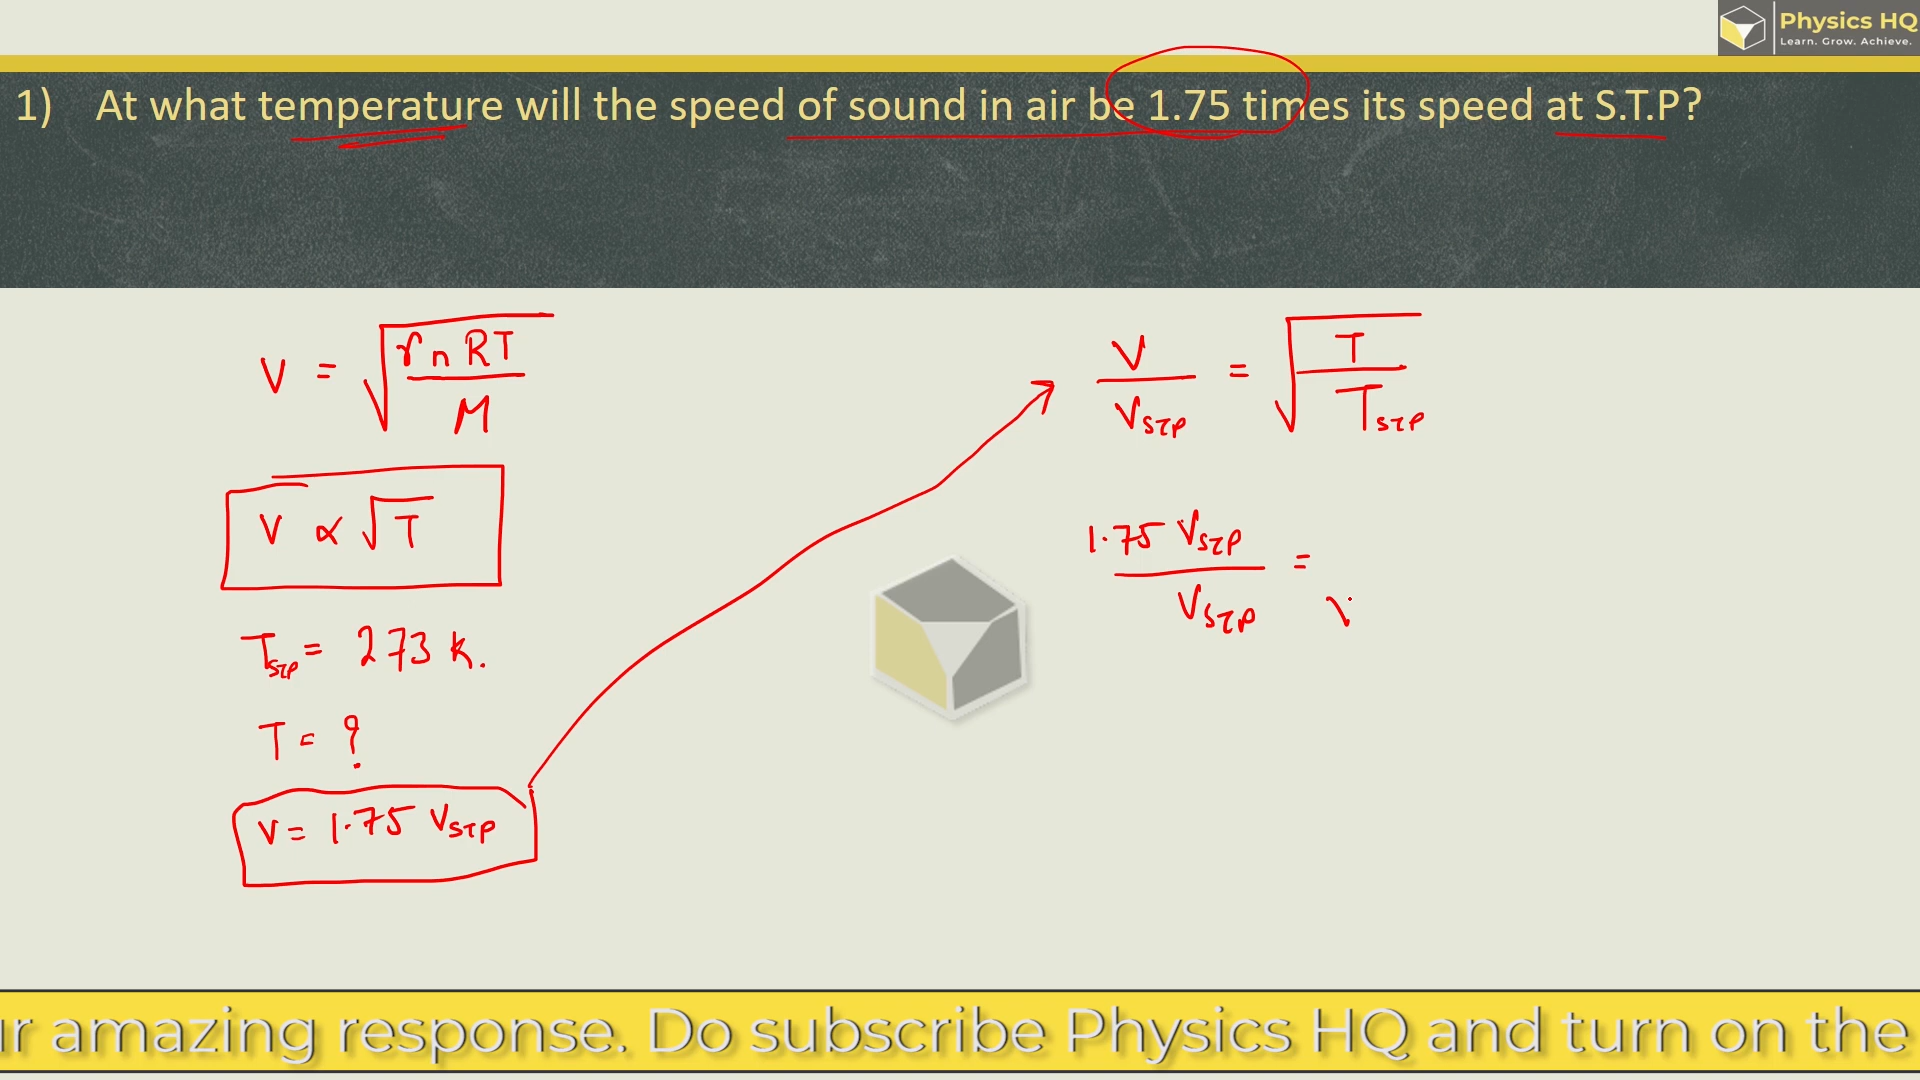 Physics HQ
Learn. Grow. Achieve.
1) At what temperature will the speed of sound in air be 1.75 times its speed at S.T.P?
V = √(γnRT / M)
V ∝ √T
T_STP = 273 K.
T = ?
V = 1.75 V_STP
V / V_STP = √(T / T_STP)
1.75 V_STP / V_STP =
ur amazing response. Do subscribe Physics HQ and turn on the